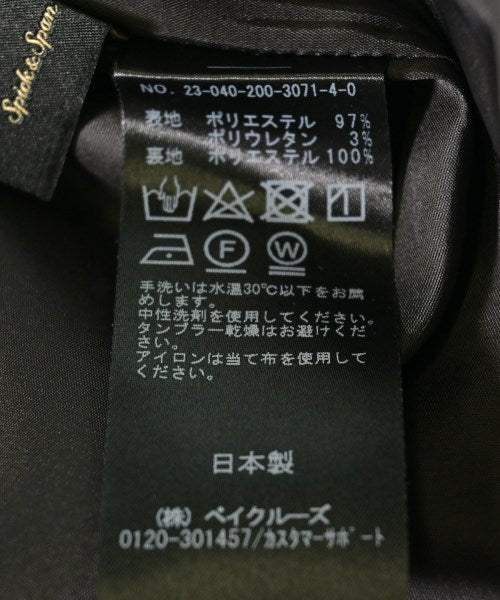 Spick & Span
NO. 23-040-200-3071-4-0
表地 ポリエステル 97%
ポリウレタン 3%
裏地 ポリエステル 100%
F W
手洗いは水温30℃以下をお薦
めします。
中性洗剤を使用してください。
タンブラー乾燥はお避けくだ
さい。
アイロンは当て布を使用して
ください。
日本製
(株) ベイクルーズ
0120-301457/カスタマーサポート